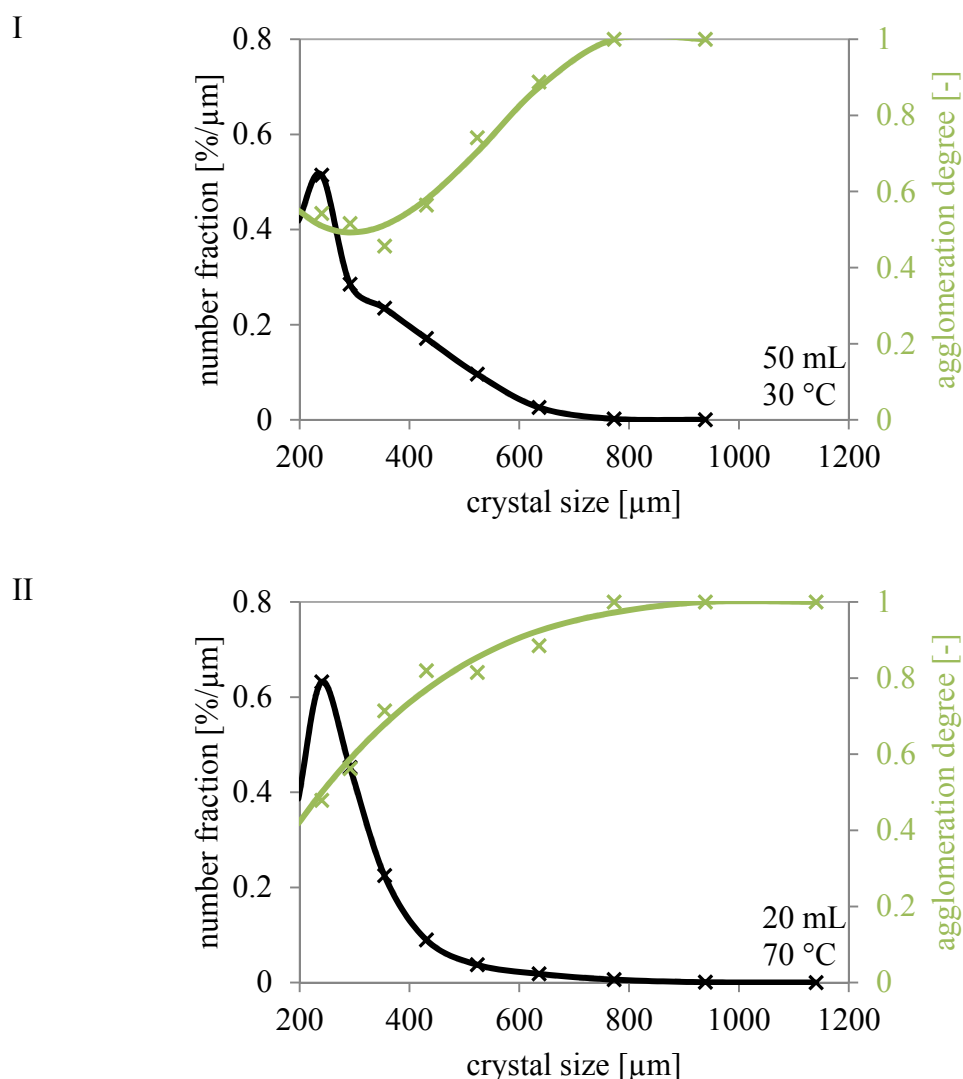 I
number fraction [%/µm]
0.8
0.6
0.4
0.2
0
1
0.8
0.6
0.4
0.2
0
agglomeration degree [-]
50 mL
30 °C
200 400 600 800 1000 1200
crystal size [µm]
II
number fraction [%/µm]
0.8
0.6
0.4
0.2
0
1
0.8
0.6
0.4
0.2
0
agglomeration degree [-]
20 mL
70 °C
200 400 600 800 1000 1200
crystal size [µm]